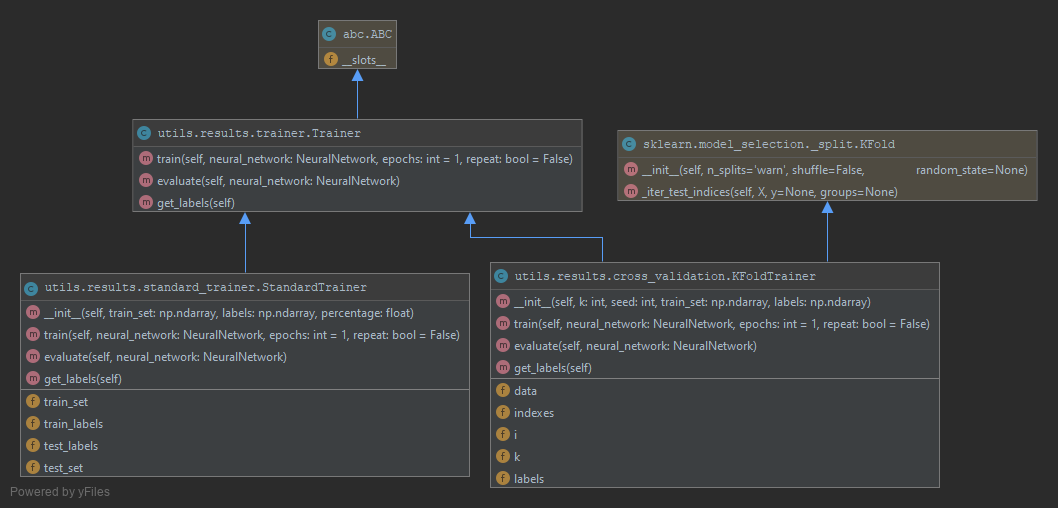 abc.ABC
__slots__
utils.results.trainer.Trainer
train(self, neural_network: NeuralNetwork, epochs: int = 1, repeat: bool = False)
evaluate(self, neural_network: NeuralNetwork)
get_labels(self)
sklearn.model_selection._split.KFold
__init__(self, n_splits='warn', shuffle=False, random_state=None)
_iter_test_indices(self, X, y=None, groups=None)
utils.results.standard_trainer.StandardTrainer
__init__(self, train_set: np.ndarray, labels: np.ndarray, percentage: float)
train(self, neural_network: NeuralNetwork, epochs: int = 1, repeat: bool = False)
evaluate(self, neural_network: NeuralNetwork)
get_labels(self)
train_set
train_labels
test_labels
test_set
utils.results.cross_validation.KFoldTrainer
__init__(self, k: int, seed: int, train_set: np.ndarray, labels: np.ndarray)
train(self, neural_network: NeuralNetwork, epochs: int = 1, repeat: bool = False)
evaluate(self, neural_network: NeuralNetwork)
get_labels(self)
data
indexes
i
k
labels
Powered by yFiles